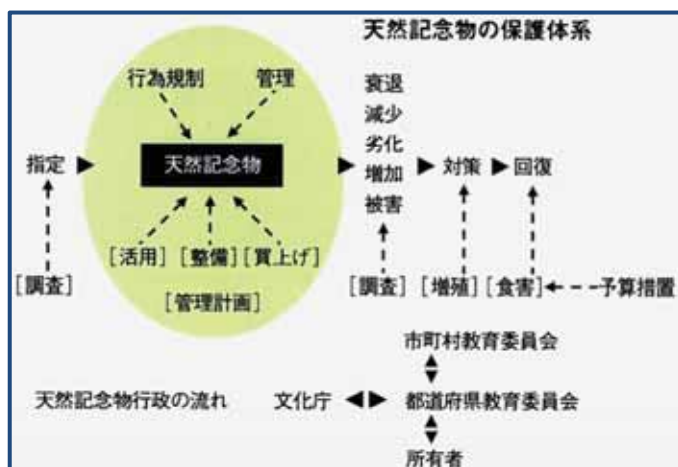 天然記念物の保護体系
行為規制 管理
衰退
減少
劣化
増加
被害
指定 天然記念物 対策 回復
[活用] [整備] [買上げ]
[管理計画]
[調査] [調査] [増殖] [食害] 予算措置
市町村教育委員会
天然記念物行政の流れ 文化庁 都道府県教育委員会
所有者